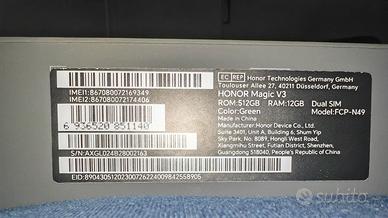 IMEI1:867080072169349
IMEI2:867080072174406
6 936520 851140
S/N:AXGL024B28002163
EID:89043051202300722622400984255890​5
EC REP
Honor Technologies Germany GmbH
Toulouser Allee 27, 40211 Düsseldorf, Germany
HONOR Magic V3
ROM:512GB RAM:12GB Dual SIM
Color:Green Model:FCP-N49
Made in China
Honor Device Co., Ltd.
Suite 3401, Unit A, Building 6, Shum Yip
Sky Park, No. 8089, Hongli West Road,
Xiangmihu Street, Futian District, Shenzhen,
Guangdong 518040, People's Republic of China
subito